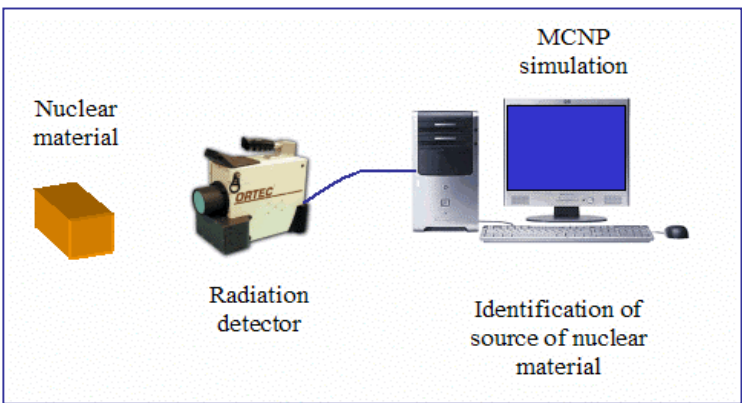 MCNP
simulation
Nuclear
material
ORTEC
Radiation
detector
Identification of
source of nuclear
material